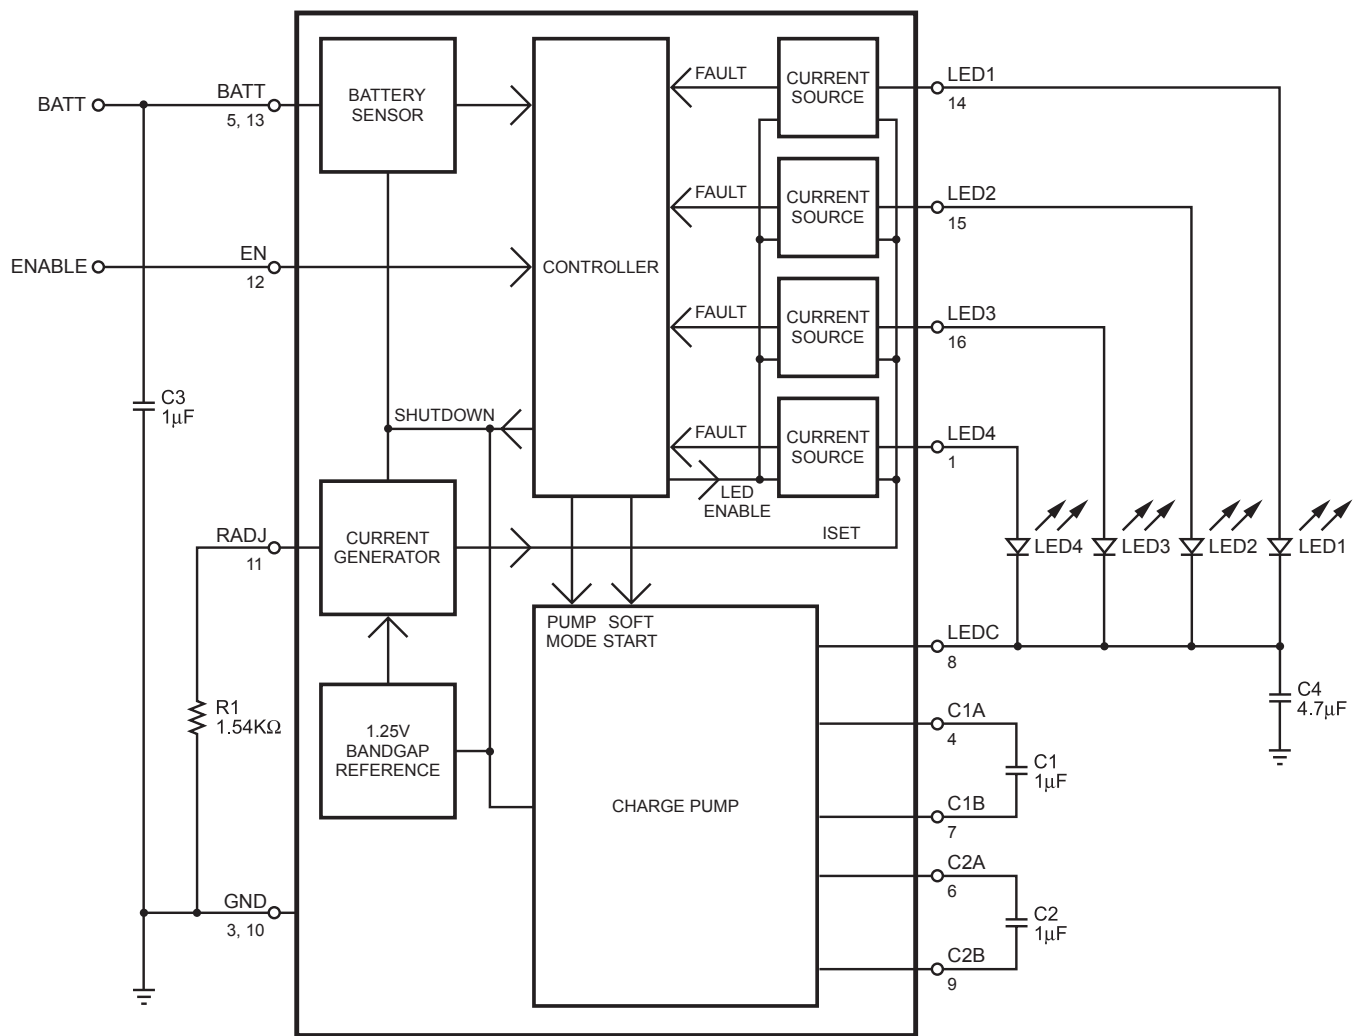 BATT
BATT
5, 13
BATTERY
SENSOR
FAULT
CURRENT
SOURCE
LED1
14
FAULT
CURRENT
SOURCE
LED2
15
ENABLE
EN
12
CONTROLLER
FAULT
CURRENT
SOURCE
LED3
16
C3
1µF
SHUTDOWN
FAULT
CURRENT
SOURCE
LED4
1
LED
ENABLE
RADJ
11
CURRENT
GENERATOR
ISET
LED4
LED3
LED2
LED1
PUMP
MODE
SOFT
START
LEDC
8
R1
1.54KΩ
1.25V
BANDGAP
REFERENCE
C4
4.7µF
C1A
4
C1
1µF
CHARGE PUMP
C1B
7
C2A
6
C2
1µF
GND
3, 10
C2B
9